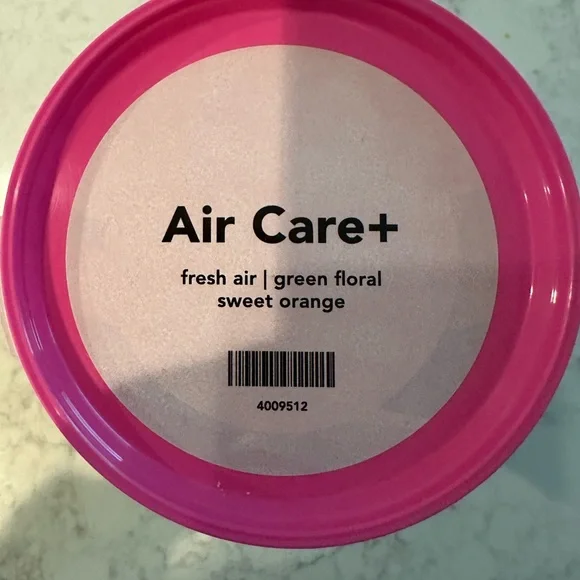 Air Care+
fresh air | green floral
sweet orange
4009512